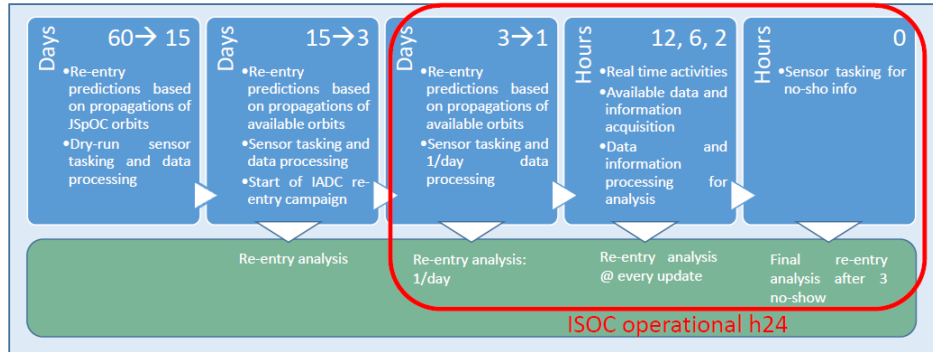 Days
60→ 15
•Re-entry
predictions based
on propagations of
JSpOC orbits
•Dry-run sensor
tasking and data
processing
Days
15→3
•Re-entry
predictions based
on propagations of
available orbits
•Sensor tasking and
data processing
•Start of IADC re-
entry campaign
Days
3→1
•Re-entry
predictions based
on propagations of
available orbits
•Sensor tasking and
1/day data
processing
Hours
12, 6, 2
•Real time activities
•Available data and
information
acquisition
•Data and
information
processing for
analysis
Hours
0
•Sensor tasking for
no-sho info
Re-entry analysis
Re-entry analysis:
1/day
Re-entry analysis
@ every update
Final re-entry
analysis after 3
no-show
ISOC operational h24